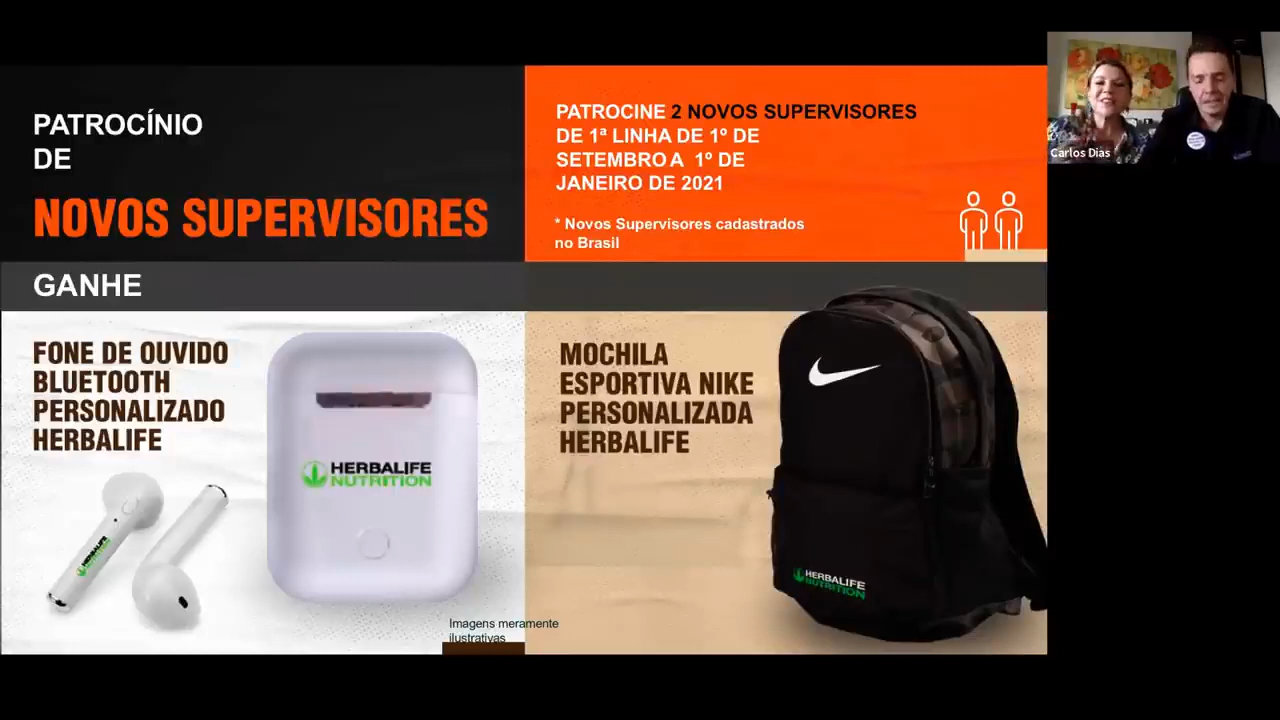 PATROCÍNIO
DE
NOVOS SUPERVISORES
PATROCINE 2 NOVOS SUPERVISORES
DE 1ª LINHA DE 1º DE
SETEMBRO A 1º DE
JANEIRO DE 2021
* Novos Supervisores cadastrados
no Brasil
Carlos Dias
GANHE
FONE DE OUVIDO
BLUETOOTH
PERSONALIZADO
HERBALIFE
HERBALIFE
NUTRITION
HERBALIFE
NUTRITION
MOCHILA
ESPORTIVA NIKE
PERSONALIZADA
HERBALIFE
HERBALIFE
NUTRITION
Imagens meramente
ilustrativas